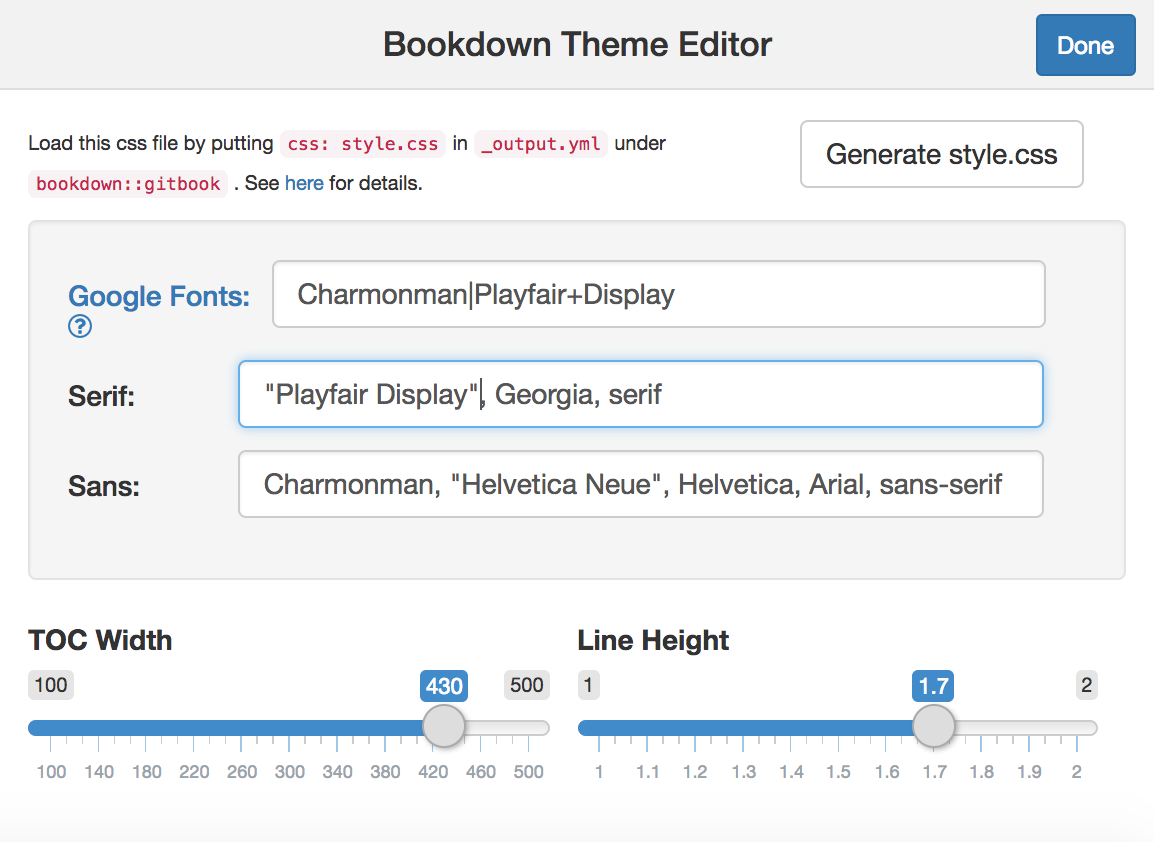 Bookdown Theme Editor
Done
Load this css file by putting css: style.css in _output.yml under
bookdown::gitbook . See here for details.
Generate style.css
Google Fonts:
?
Charmonman|Playfair+Display
Serif:
"Playfair Display", Georgia, serif
Sans:
Charmonman, "Helvetica Neue", Helvetica, Arial, sans-serif
TOC Width
100 430 500
100 140 180 220 260 300 340 380 420 460 500
Line Height
1 1.7 2
1 1.1 1.2 1.3 1.4 1.5 1.6 1.7 1.8 1.9 2